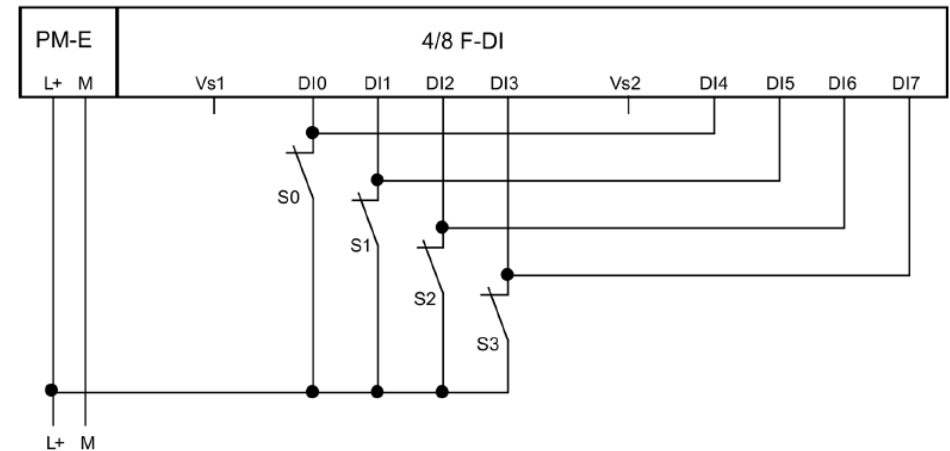 PM-E 4/8 F-DI
L+ M Vs1 DI0 DI1 DI2 DI3 Vs2 DI4 DI5 DI6 DI7
S0
S1
S2
S3
L+ M